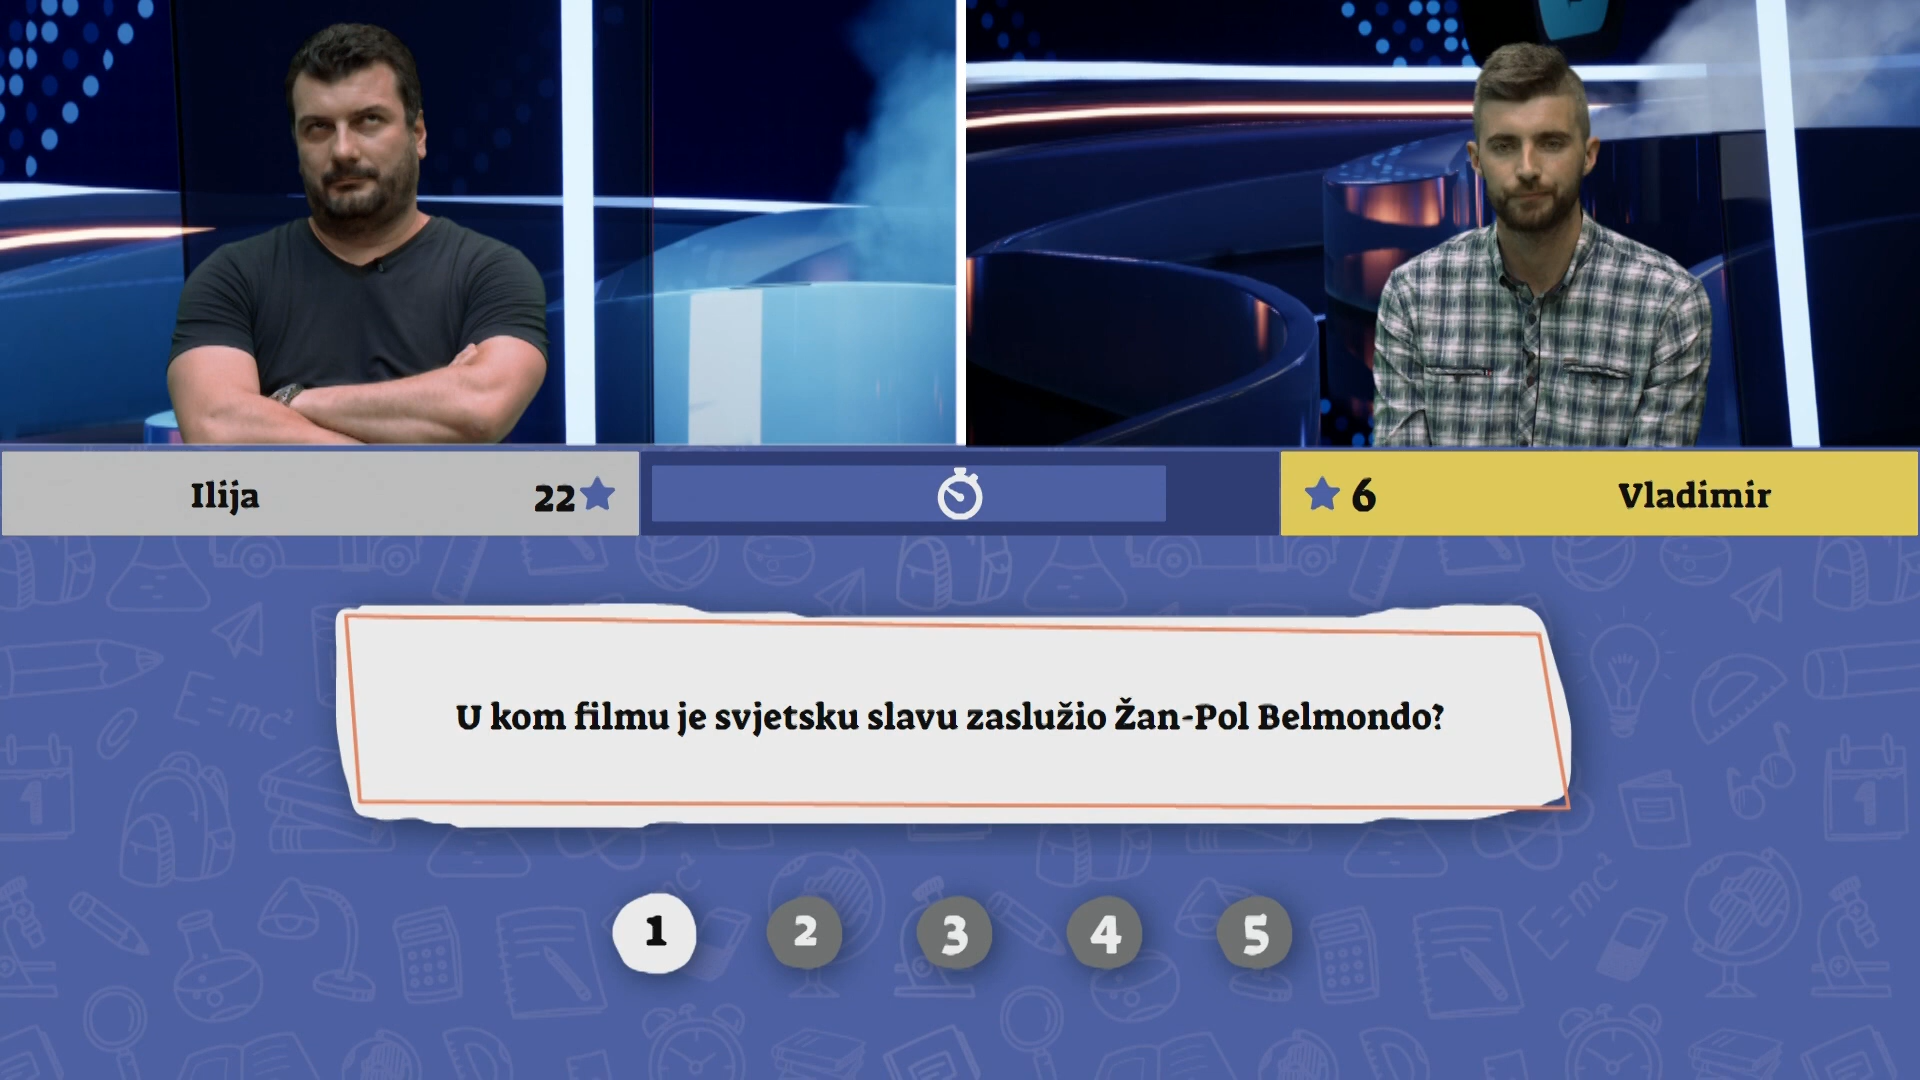 Ilija
22
6
Vladimir
U kom filmu je svjetsku slavu zaslužio Žan-Pol Belmondo?
1
2
3
4
5